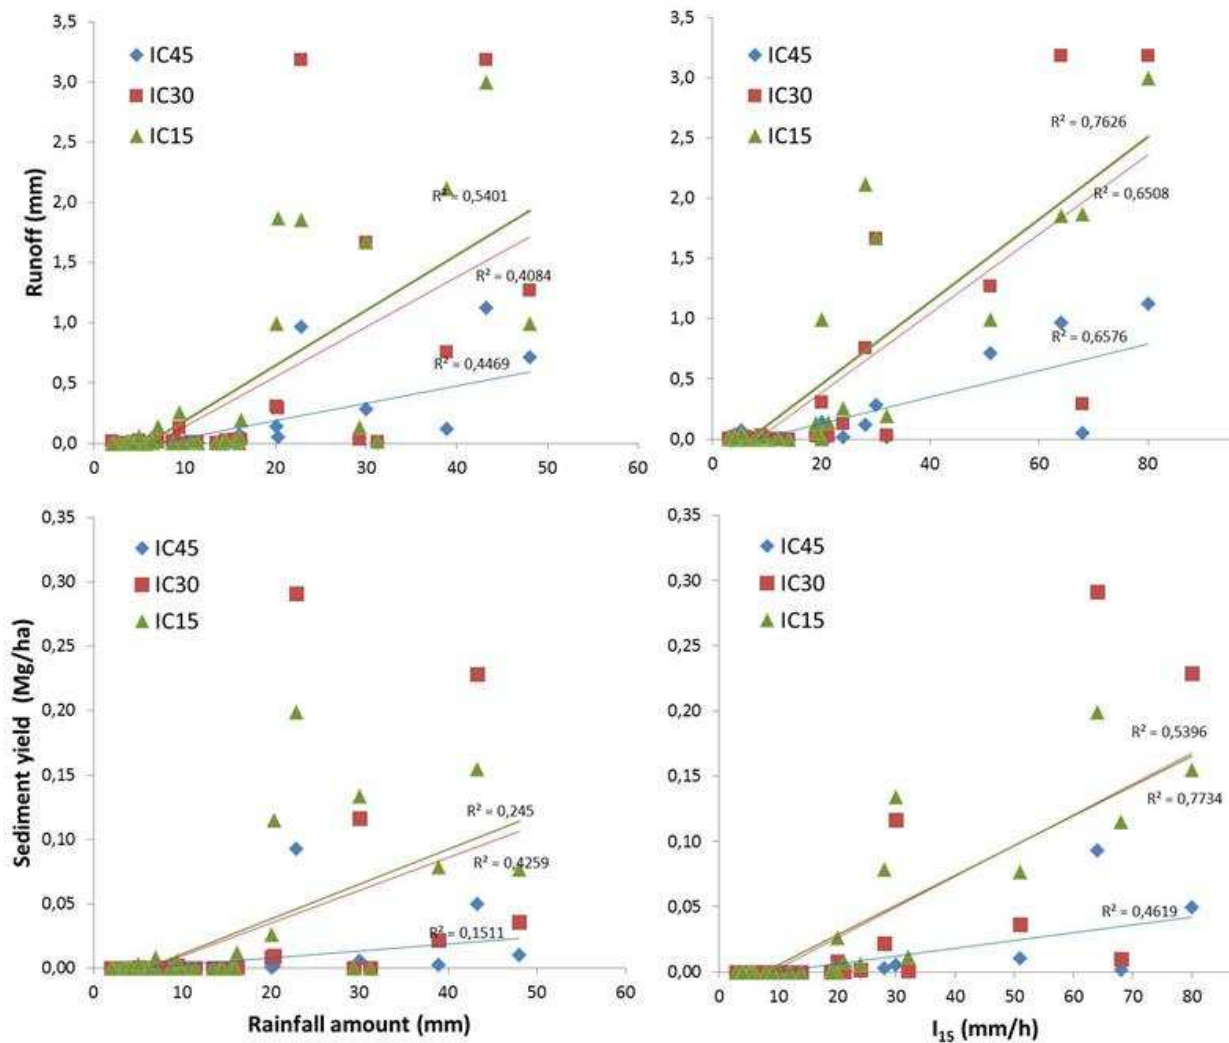 3,5
3,0
2,5
2,0
1,5
1,0
0,5
0,0
Runoff (mm)
IC45
IC30
IC15
R² = 0,5401
R² = 0,4084
R² = 0,4469
0 10 20 30 40 50 60
3,5
3,0
2,5
2,0
1,5
1,0
0,5
0,0
IC45
IC30
IC15
R² = 0,7626
R² = 0,6508
R² = 0,6576
0 20 40 60 80
0,35
0,30
0,25
0,20
0,15
0,10
0,05
0,00
Sediment yield (Mg/ha)
IC45
IC30
IC15
R² = 0,245
R² = 0,4259
R² = 0,1511
0 10 20 30 40 50 60
Rainfall amount (mm)
0,35
0,30
0,25
0,20
0,15
0,10
0,05
0,00
IC45
IC30
IC15
R² = 0,5396
R² = 0,7734
R² = 0,4619
0 10 20 30 40 50 60 70 80
I₁₅ (mm/h)